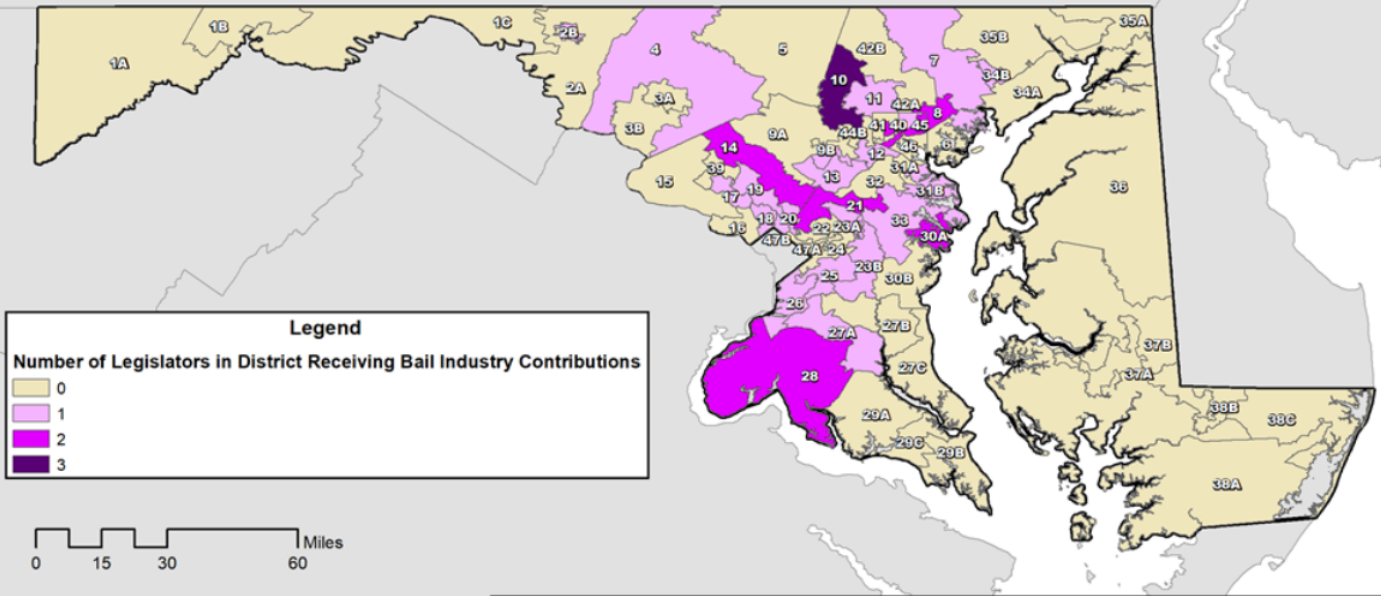 35A
1B
1C
2B
35B
1A
4
5
42B
7
34B
10
2A
3A
11
34A
42A
8
3B
9A
44B
41
40
45
14
9B
12
46
6
31A
39
15
13
32
36
17
19
31B
18
20
21
33
16
22
23A
30A
47B
47A
24
25
23B
30B
26
27A
27B
37B
28
27C
37A
29A
38B
38C
29C
29B
38A
Legend
Number of Legislators in District Receiving Bail Industry Contributions
0
1
2
3
Miles
0 15 30 60